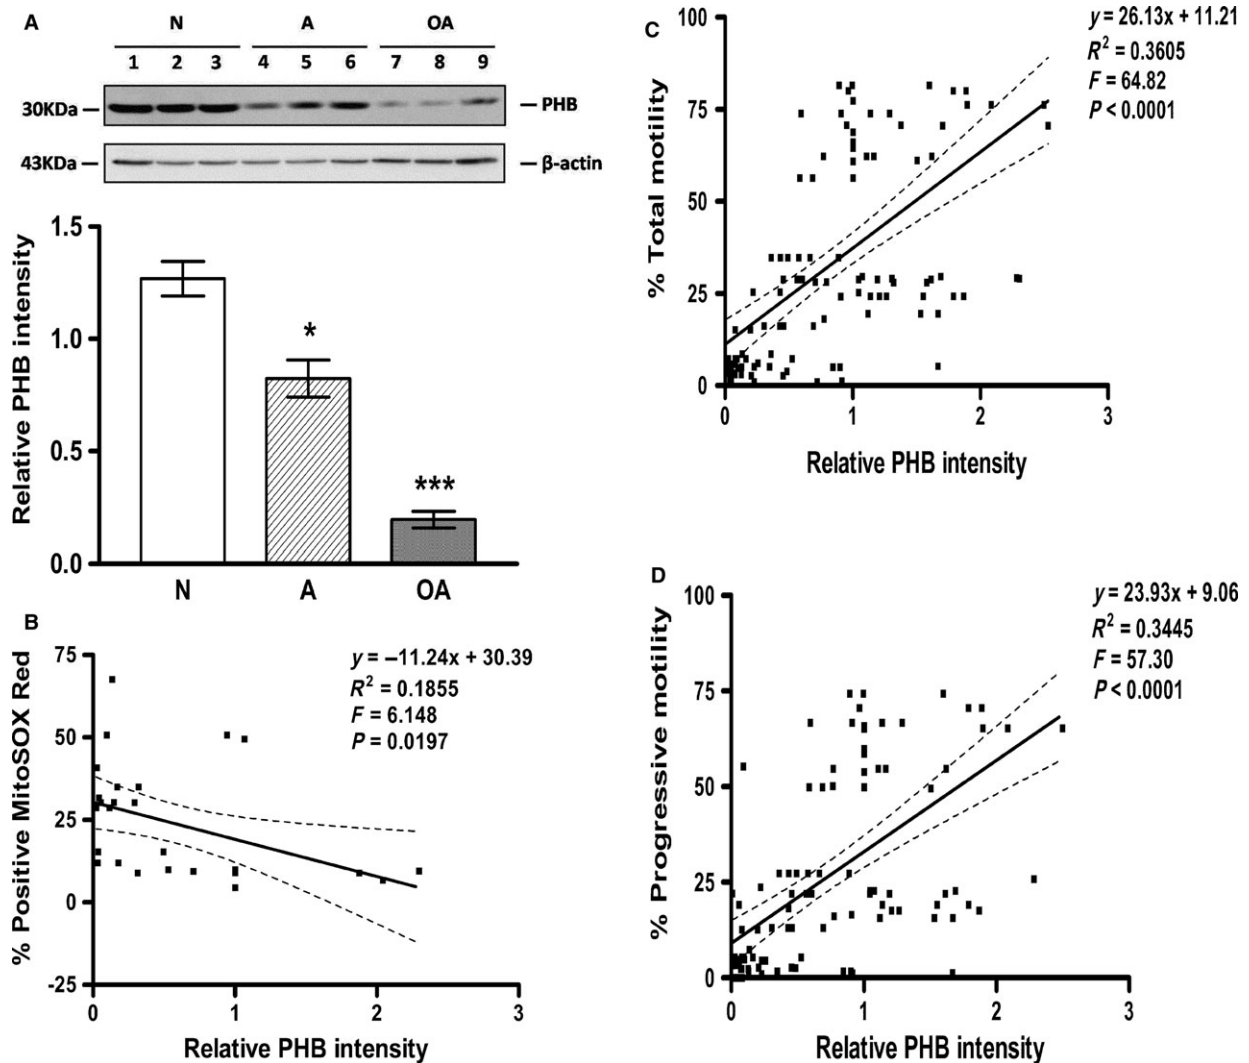 A
N A OA
1 2 3 4 5 6 7 8 9
30KDa PHB
43KDa β-actin
Relative PHB intensity
1.5
1.0
0.5
0.0
*
***
N A OA
B
% Positive MitoSOX Red
75
50
25
0
-25
y = –11.24x + 30.39
R² = 0.1855
F = 6.148
P = 0.0197
0 1 2 3
Relative PHB intensity
C
% Total motility
100
75
50
25
0
y = 26.13x + 11.21
R² = 0.3605
F = 64.82
P < 0.0001
0 1 2 3
Relative PHB intensity
D
% Progressive motility
100
75
50
25
0
y = 23.93x + 9.06
R² = 0.3445
F = 57.30
P < 0.0001
0 1 2 3
Relative PHB intensity